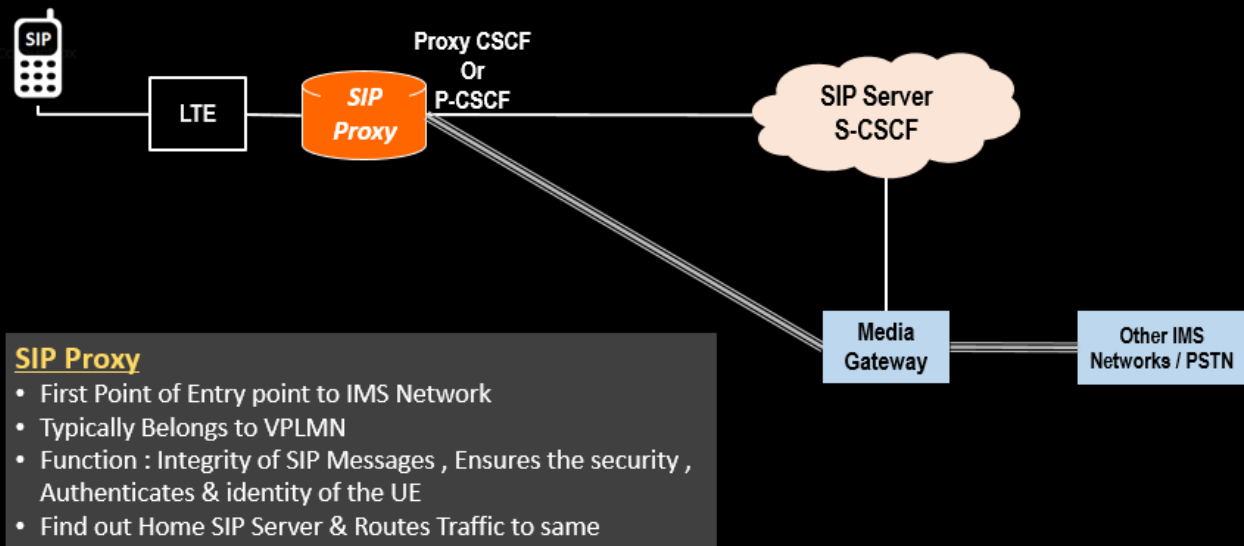 SIP
LTE
SIP
Proxy
Proxy CSCF
Or
P-CSCF
SIP Server
S-CSCF
Media
Gateway
Other IMS
Networks / PSTN
SIP Proxy
• First Point of Entry point to IMS Network
• Typically Belongs to VPLMN
• Function : Integrity of SIP Messages , Ensures the security ,
Authenticates & identity of the UE
• Find out Home SIP Server & Routes Traffic to same